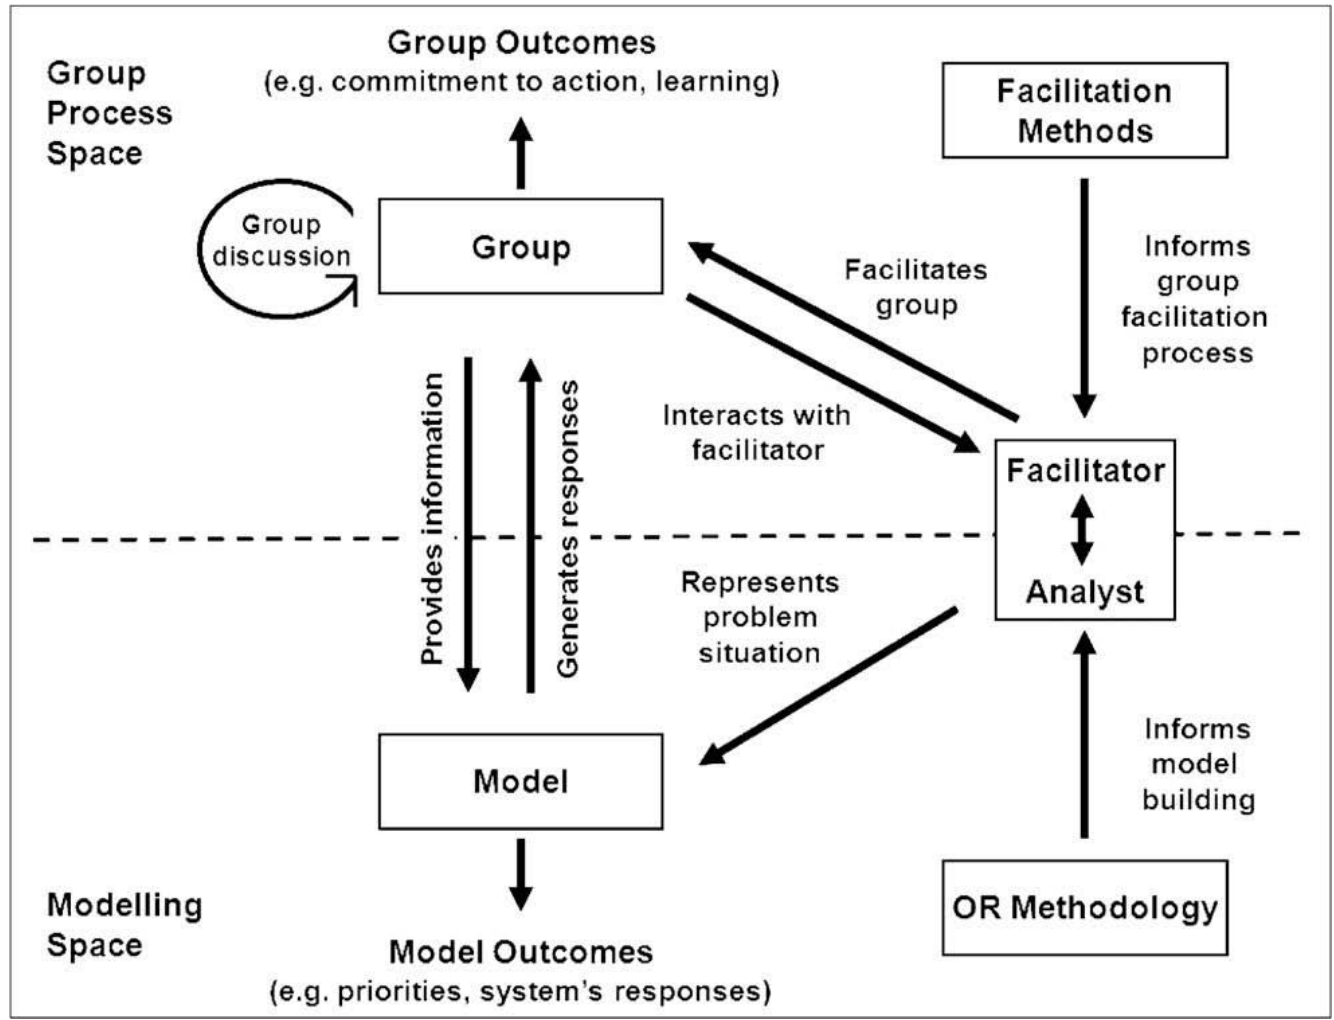 Group Outcomes
(e.g. commitment to action, learning)
Group
Process
Space
Facilitation
Methods
Group
discussion
Group
Facilitates
group
Informs
group
facilitation
process
Interacts with
facilitator
Provides information
Generates responses
Facilitator
Analyst
Represents
problem
situation
Informs
model
building
Model
OR Methodology
Modelling
Space
Model Outcomes
(e.g. priorities, system's responses)